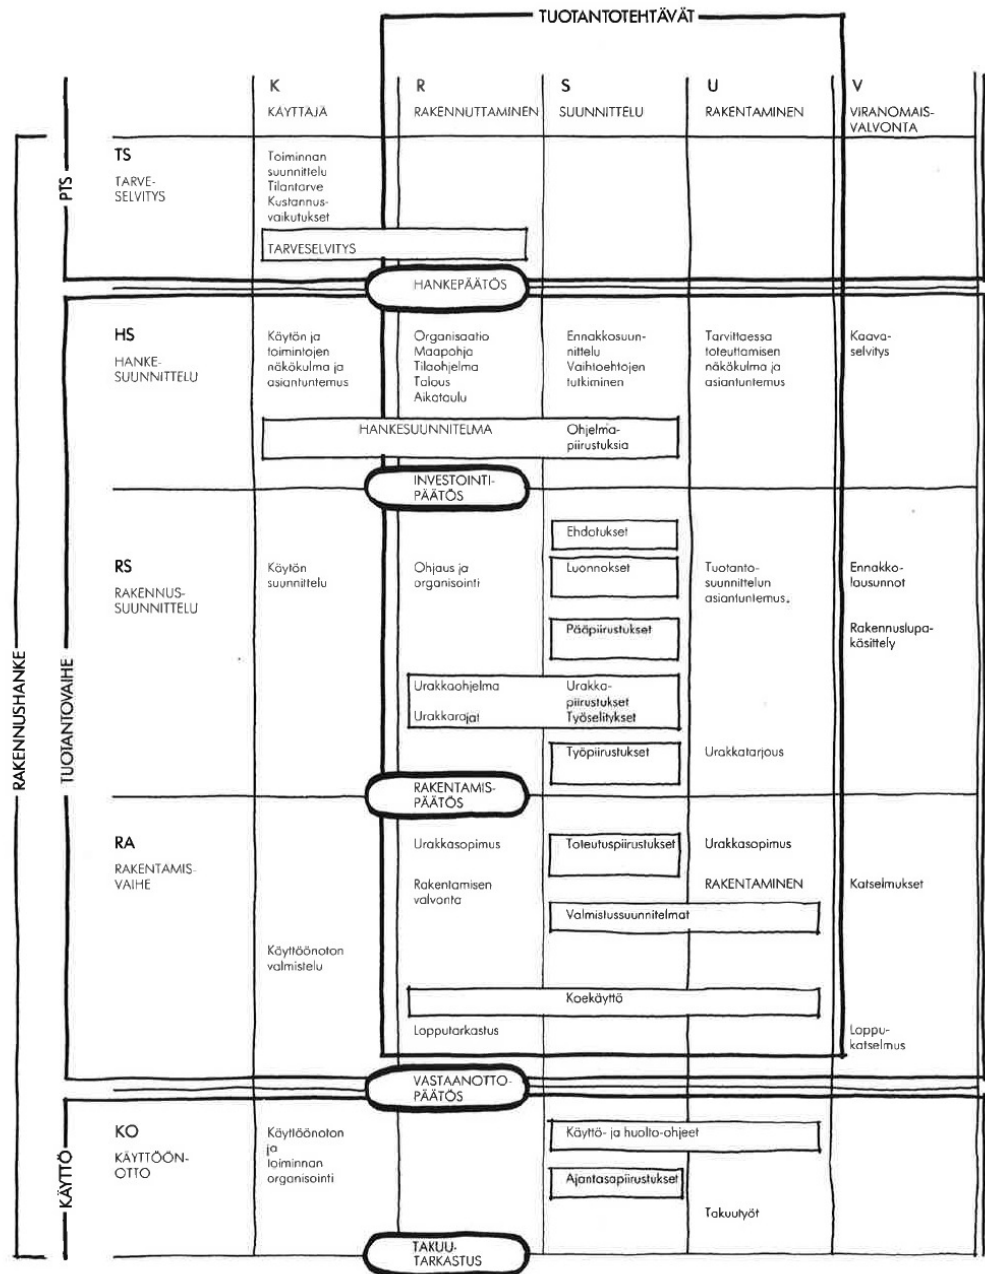 TUOTANTOTEHTÄVÄT
K
KÄYTTÄJÄ
R
RAKENNUTTAMINEN
S
SUUNNITTELU
U
RAKENTAMINEN
V
VIRANOMAIS-
VALVONTA
RAKENNUSHANKE
PTS
TS
TARVE-
SELVITYS
Toiminnan
suunnittelu
Tilantarve
Kustannus-
vaikutukset
TARVESELVITYS
HANKEPÄÄTÖS
TUOTANTOVAIHE
HS
HANKE-
SUUNNITTELU
Käytön ja
toimintojen
näkökulma ja
asiantuntemus
Organisaatio
Maapohja
Tilaohjelma
Talous
Aikataulu
Ennakkosuun-
nittelu
Vaihtoehtojen
tutkiminen
Tarvittaessa
toteuttamisen
näkökulma ja
asiantuntemus
Kaava-
selvitys
HANKESUUNNITELMA
Ohjelma-
piirustuksia
INVESTOINTI-
PÄÄTÖS
RS
RAKENNUS-
SUUNNITTELU
Käytön
suunnittelu
Ohjaus ja
organisointi
Ehdotukset
Luonnokset
Pääpiirustukset
Tuotanto-
suunnittelun
asiantuntemus.
Ennakko-
lausunnot
Rakennuslupa-
käsittely
Urakkaohjelma
Urakkarajat
Urakka-
piirustukset
Työselitykset
Työpiirustukset
Urakkatarjous
RAKENTAMIS-
PÄÄTÖS
RA
RAKENTAMIS-
VAIHE
Urakkasopimus
Toteutuspiirustukset
Urakkasopimus
Rakentamisen
valvonta
RAKENTAMINEN
Katselmukset
Valmistussuunnitelmat
Käyttöönoton
valmistelu
Koekäyttö
Lopputarkastus
Loppu-
katselmus
VASTAANOTTO-
PÄÄTÖS
KÄYTTÖ
KO
KÄYTTÖÖN-
OTTO
Käyttöönoton
ja
toiminnan
organisointi
Käyttö- ja huolto-ohjeet
Ajantasapiirustukset
Takuutyöt
TAKUU-
TARKASTUS